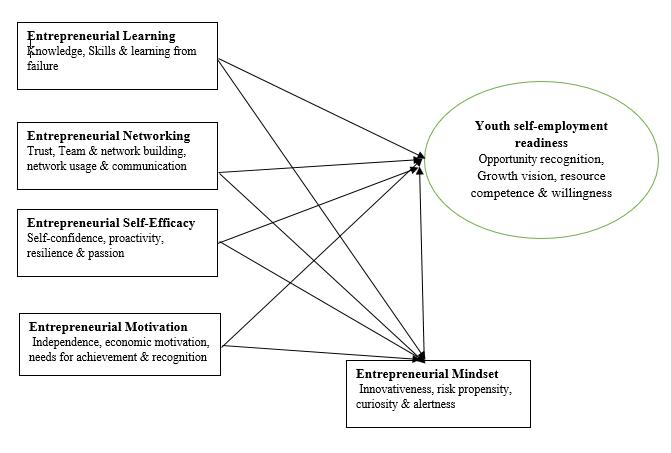 Entrepreneurial Learning
Knowledge, Skills & learning from
failure
Entrepreneurial Networking
Trust, Team & network building,
network usage & communication
Entrepreneurial Self-Efficacy
Self-confidence, proactivity,
resilience & passion
Entrepreneurial Motivation
Independence, economic motivation,
needs for achievement & recognition
Youth self-employment
readiness
Opportunity recognition,
Growth vision, resource
competence & willingness
Entrepreneurial Mindset
Innovativeness, risk propensity,
curiosity & alertness